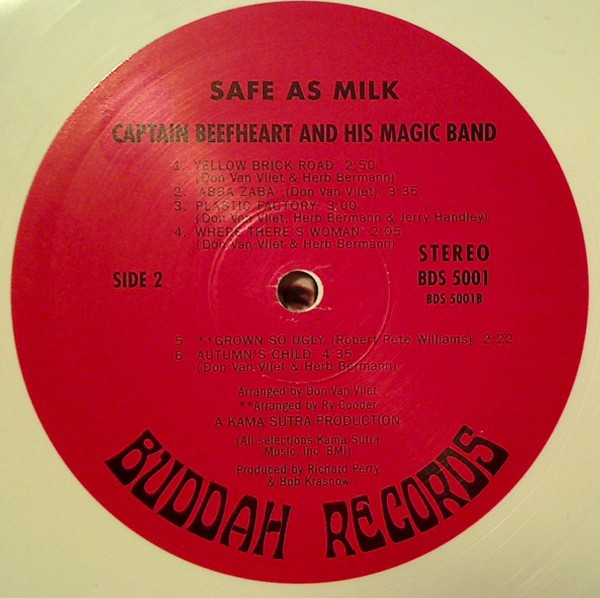 SAFE AS MILK
CAPTAIN BEEFHEART AND HIS MAGIC BAND
1. YELLOW BRICK ROAD 2:50
(Don Van Vliet & Herb Bermann)
2. ABBA ZABA (Don Van Vliet) 3:35
3. PLASTIC FACTORY 3:00
(Don Van Vliet, Herb Bermann & Jerry Handley)
4. WHERE THERE'S WOMAN 2:05
(Don Van Vliet & Herb Bermann)
SIDE 2
STEREO
BDS 5001
BDS 5001B
5. **GROWN SO UGLY (Robert Pete Williams) 2:22
6. AUTUMN'S CHILD 4:35
(Don Van Vliet & Herb Bermann)
Arranged by Don Van Vliet
**Arranged by Ry Cooder
A KAMA SUTRA PRODUCTION
(All selections Kama Sutra
Music, Inc. BMI)
Produced by Richard Perry
& Bob Krasnow
BUDDAH RECORDS